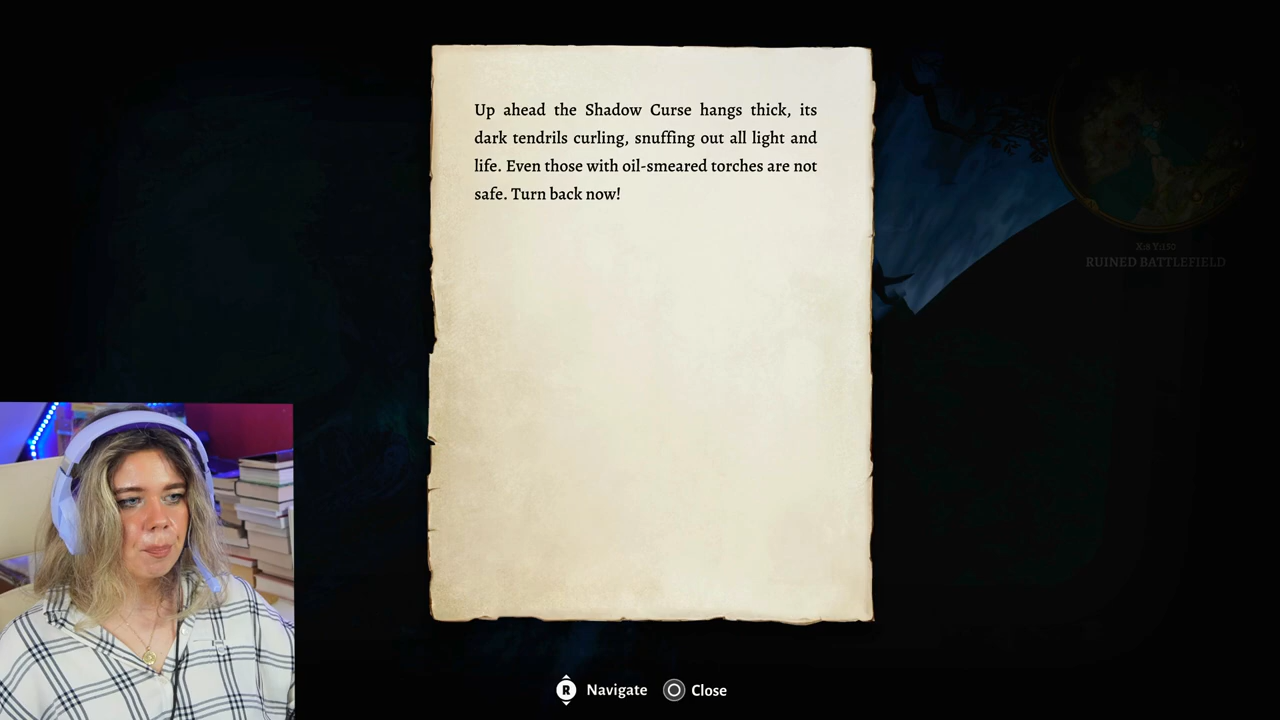 Up ahead the Shadow Curse hangs thick, its
dark tendrils curling, snuffing out all light and
life. Even those with oil-smeared torches are not
safe. Turn back now!
RUINED BATTLEFIELD
R Navigate Close